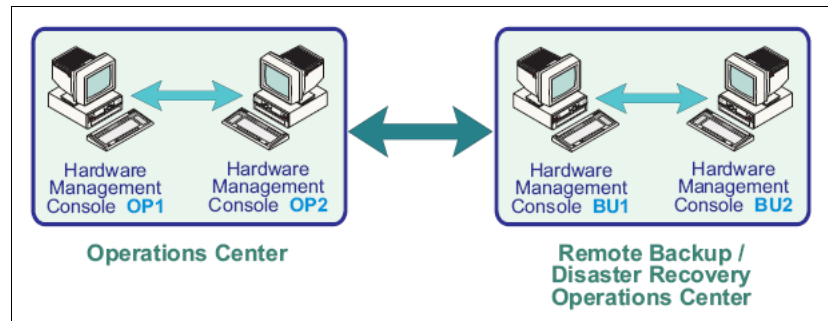 Hardware
Management
Console OP1
Hardware
Management
Console OP2
Operations Center
Hardware
Management
Console BU1
Hardware
Management
Console BU2
Remote Backup /
Disaster Recovery
Operations Center